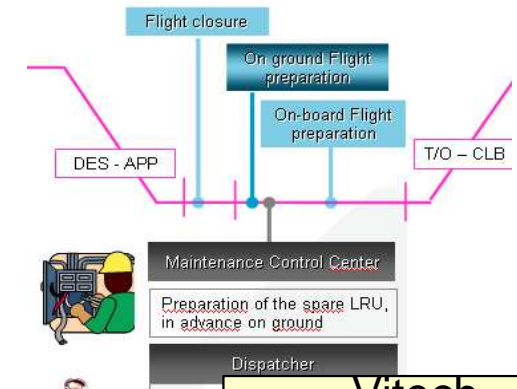 Flight closure
On ground Flight
preparation
On-board Flight
preparation
DES - APP
T/O – CLB
Maintenance Control Center
Preparation of the spare LRU,
in advance on ground
Dispatcher